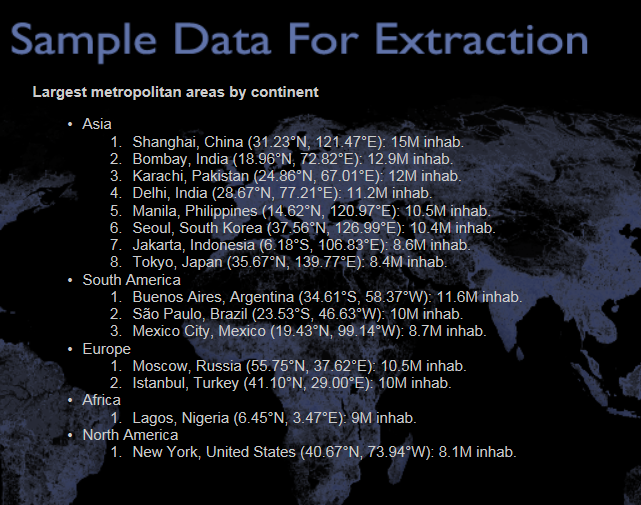 Sample Data For Extraction
Largest metropolitan areas by continent
• Asia
1. Shanghai, China (31.23°N, 121.47°E): 15M inhab.
2. Bombay, India (18.96°N, 72.82°E): 12.9M inhab.
3. Karachi, Pakistan (24.86°N, 67.01°E): 12M inhab.
4. Delhi, India (28.67°N, 77.21°E): 11.2M inhab.
5. Manila, Philippines (14.62°N, 120.97°E): 10.5M inhab.
6. Seoul, South Korea (37.56°N, 126.99°E): 10.4M inhab.
7. Jakarta, Indonesia (6.18°S, 106.83°E): 8.6M inhab.
8. Tokyo, Japan (35.67°N, 139.77°E): 8.4M inhab.
• South America
1. Buenos Aires, Argentina (34.61°S, 58.37°W): 11.6M inhab.
2. São Paulo, Brazil (23.53°S, 46.63°W): 10M inhab.
3. Mexico City, Mexico (19.43°N, 99.14°W): 8.7M inhab.
• Europe
1. Moscow, Russia (55.75°N, 37.62°E): 10.5M inhab.
2. Istanbul, Turkey (41.10°N, 29.00°E): 10M inhab.
• Africa
1. Lagos, Nigeria (6.45°N, 3.47°E): 9M inhab.
• North America
1. New York, United States (40.67°N, 73.94°W): 8.1M inhab.